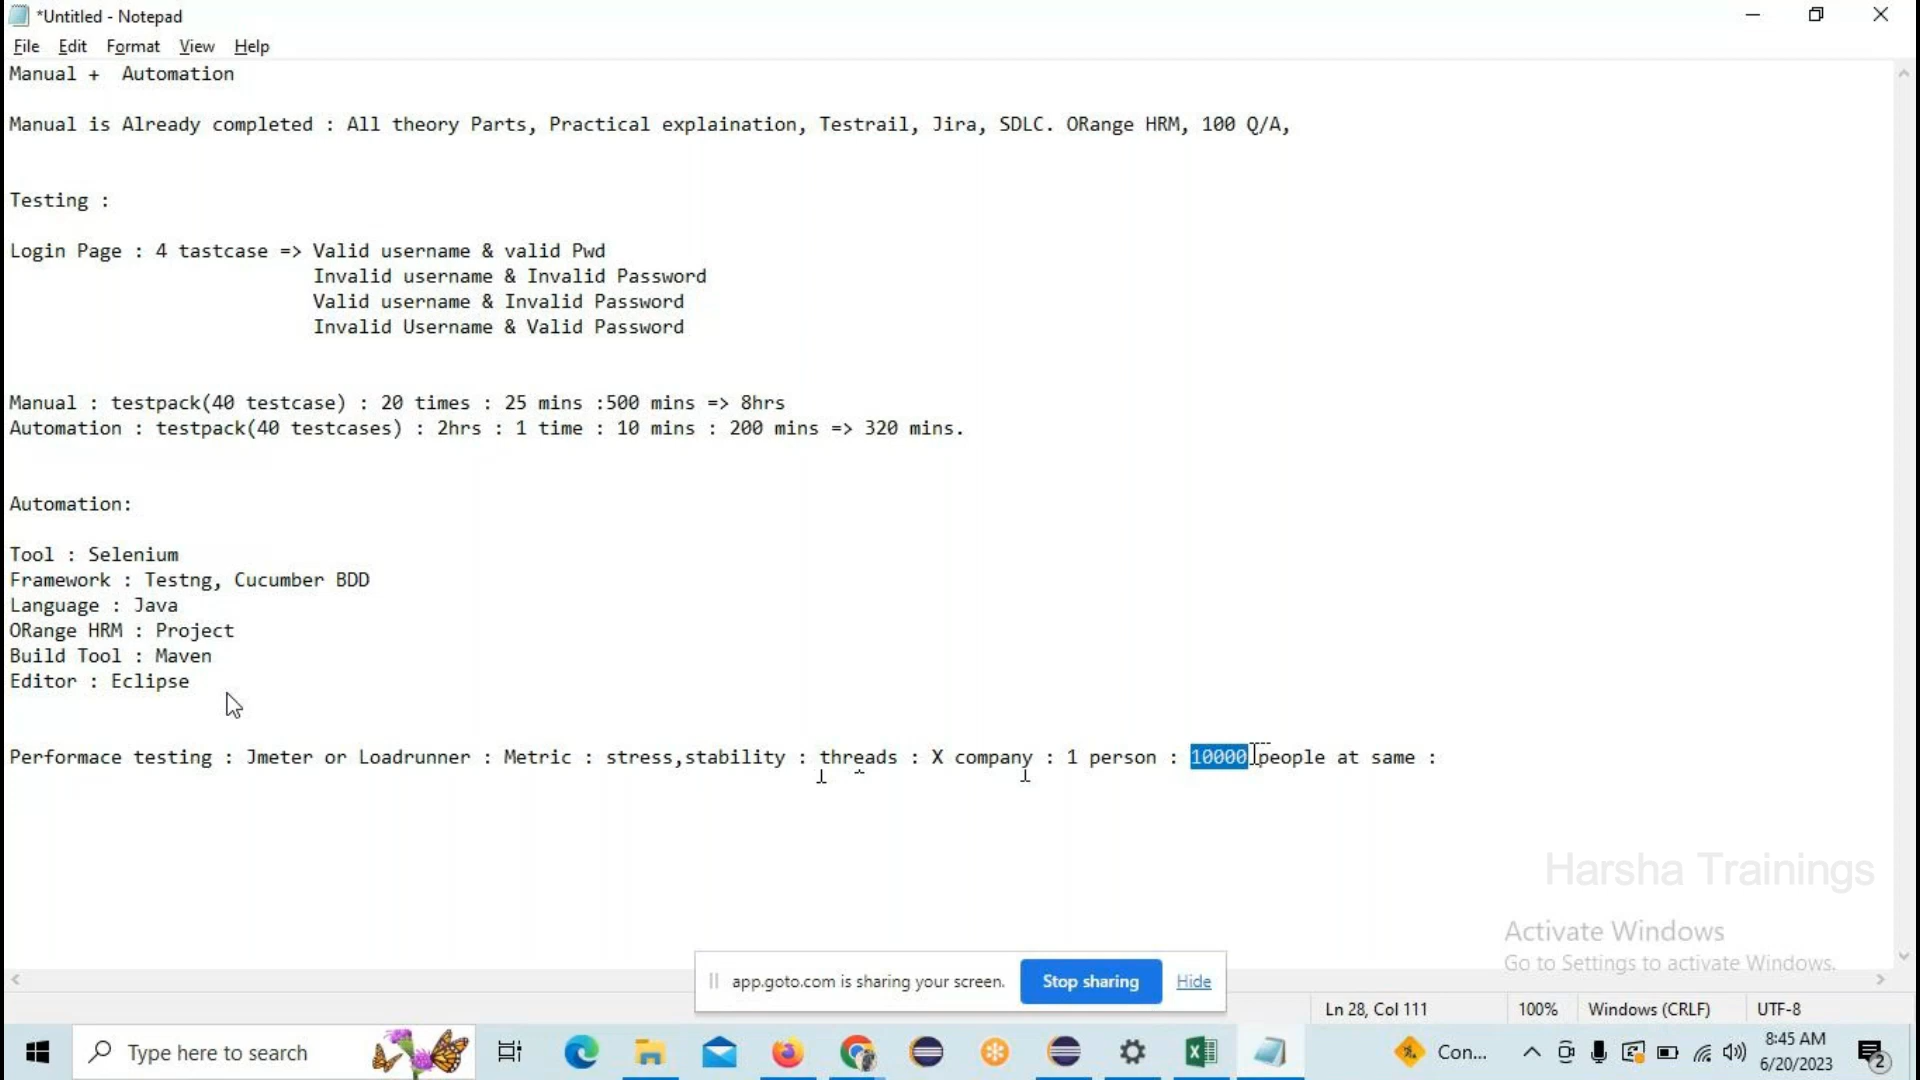 *Untitled - Notepad
File Edit Format View Help
Manual +  Automation
Manual is Already completed : All theory Parts, Practical explaination, Testrail, Jira, SDLC. ORange HRM, 100 Q/A,
Testing :
Login Page : 4 tastcase => Valid username & valid Pwd
Invalid username & Invalid Password
Valid username & Invalid Password
Invalid Username & Valid Password
Manual : testpack(40 testcase) : 20 times : 25 mins :500 mins => 8hrs
Automation : testpack(40 testcases) : 2hrs : 1 time : 10 mins : 200 mins => 320 mins.
Automation:
Tool : Selenium
Framework : Testng, Cucumber BDD
Language : Java
ORange HRM : Project
Build Tool : Maven
Editor : Eclipse
Performace testing : Jmeter or Loadrunner : Metric : stress,stability : threads : X company : 1 person : 10000 people at same :
Harsha Trainings
Activate Windows
Go to Settings to activate Windows.
app.goto.com is sharing your screen. Stop sharing Hide
Ln 28, Col 111 100% Windows (CRLF) UTF-8
Type here to search Con... 8:45 AM
6/20/2023 2